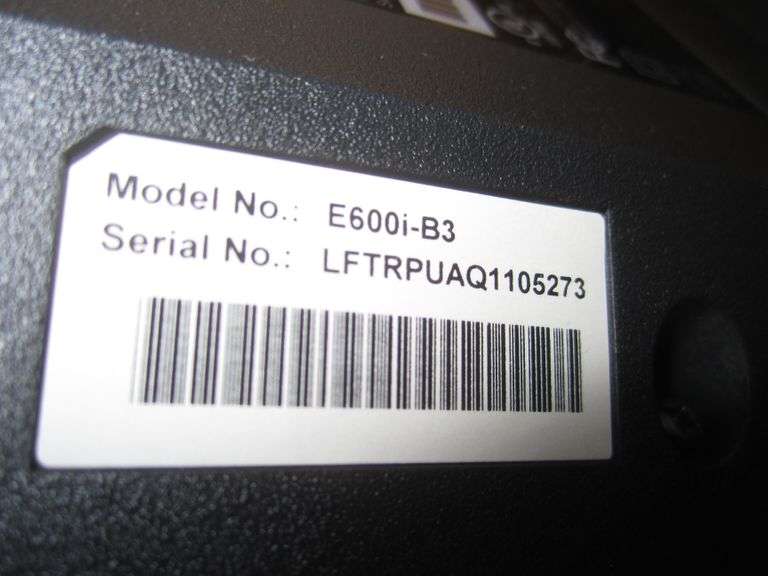 Model No.: E600i-B3
Serial No.: LFTRPUAQ1105273